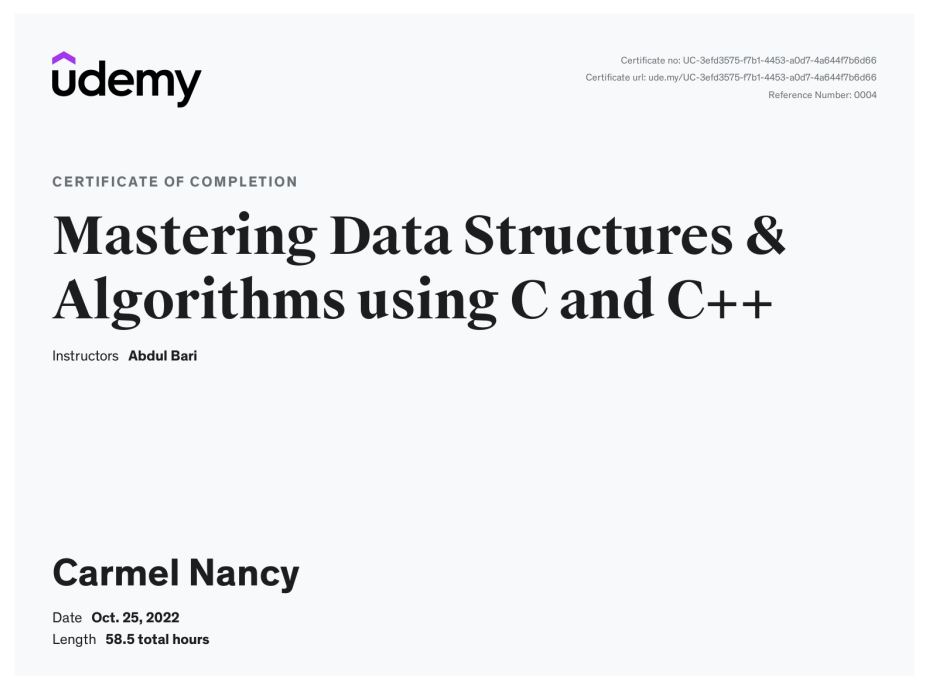 udemy
Certificate no: UC-3efd3575-f7b1-4453-a0d7-4a644f7b6d66
Certificate url: ude.my/UC-3efd3575-f7b1-4453-a0d7-4a644f7b6d66
Reference Number: 0004
CERTIFICATE OF COMPLETION
Mastering Data Structures &
Algorithms using C and C++
Instructors Abdul Bari
Carmel Nancy
Date Oct. 25, 2022
Length 58.5 total hours